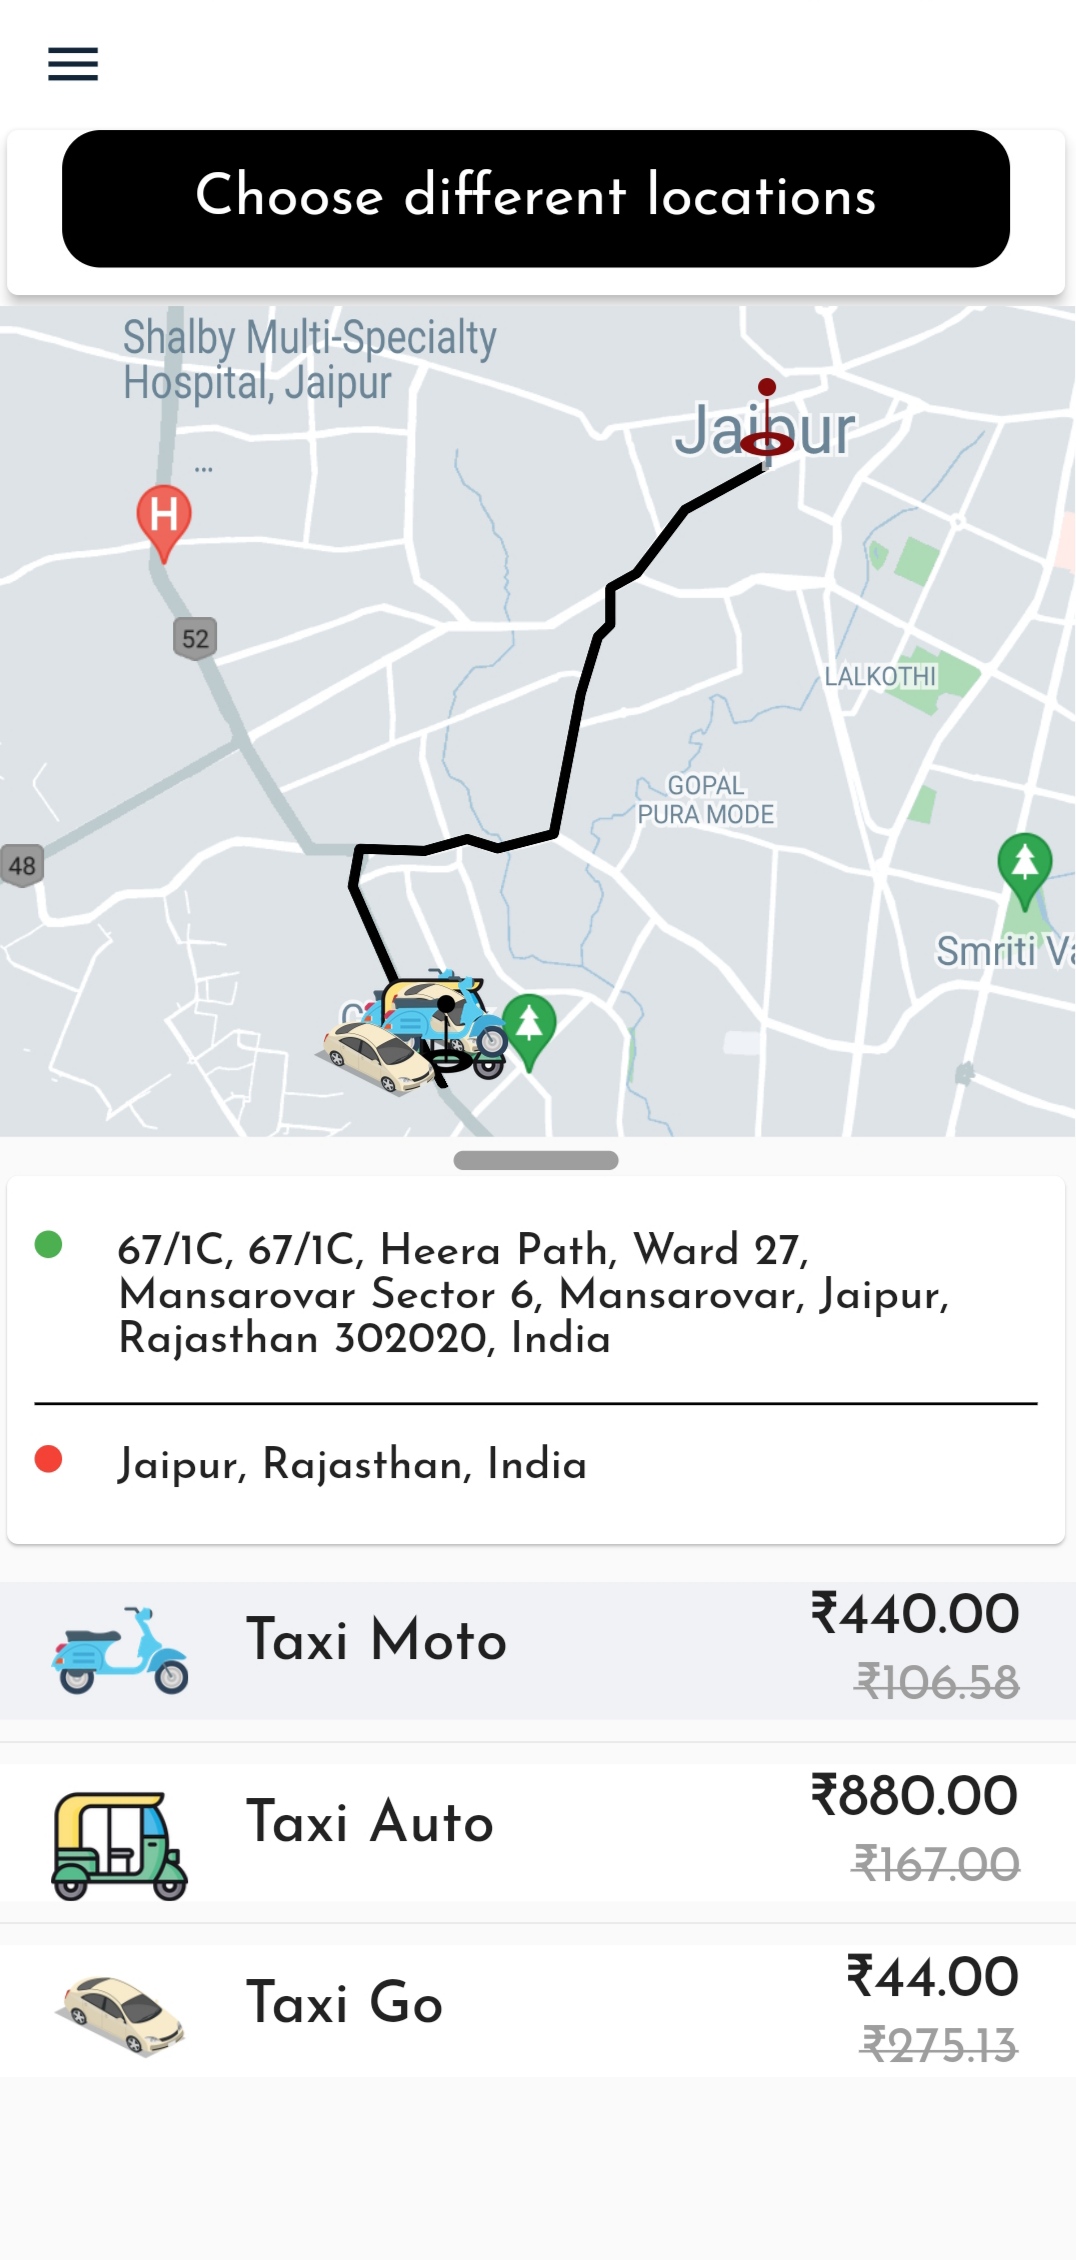 Choose different locations
Shalby Multi-Specialty
Hospital, Jaipur
...
Jaipur
H
52
LALKOTHI
GOPAL
PURA MODE
48
Smriti Va
C
67/1C, 67/1C, Heera Path, Ward 27,
Mansarovar Sector 6, Mansarovar, Jaipur,
Rajasthan 302020, India
Jaipur, Rajasthan, India
Taxi Moto
₹440.00
₹106.58
Taxi Auto
₹880.00
₹167.00
Taxi Go
₹44.00
₹275.13